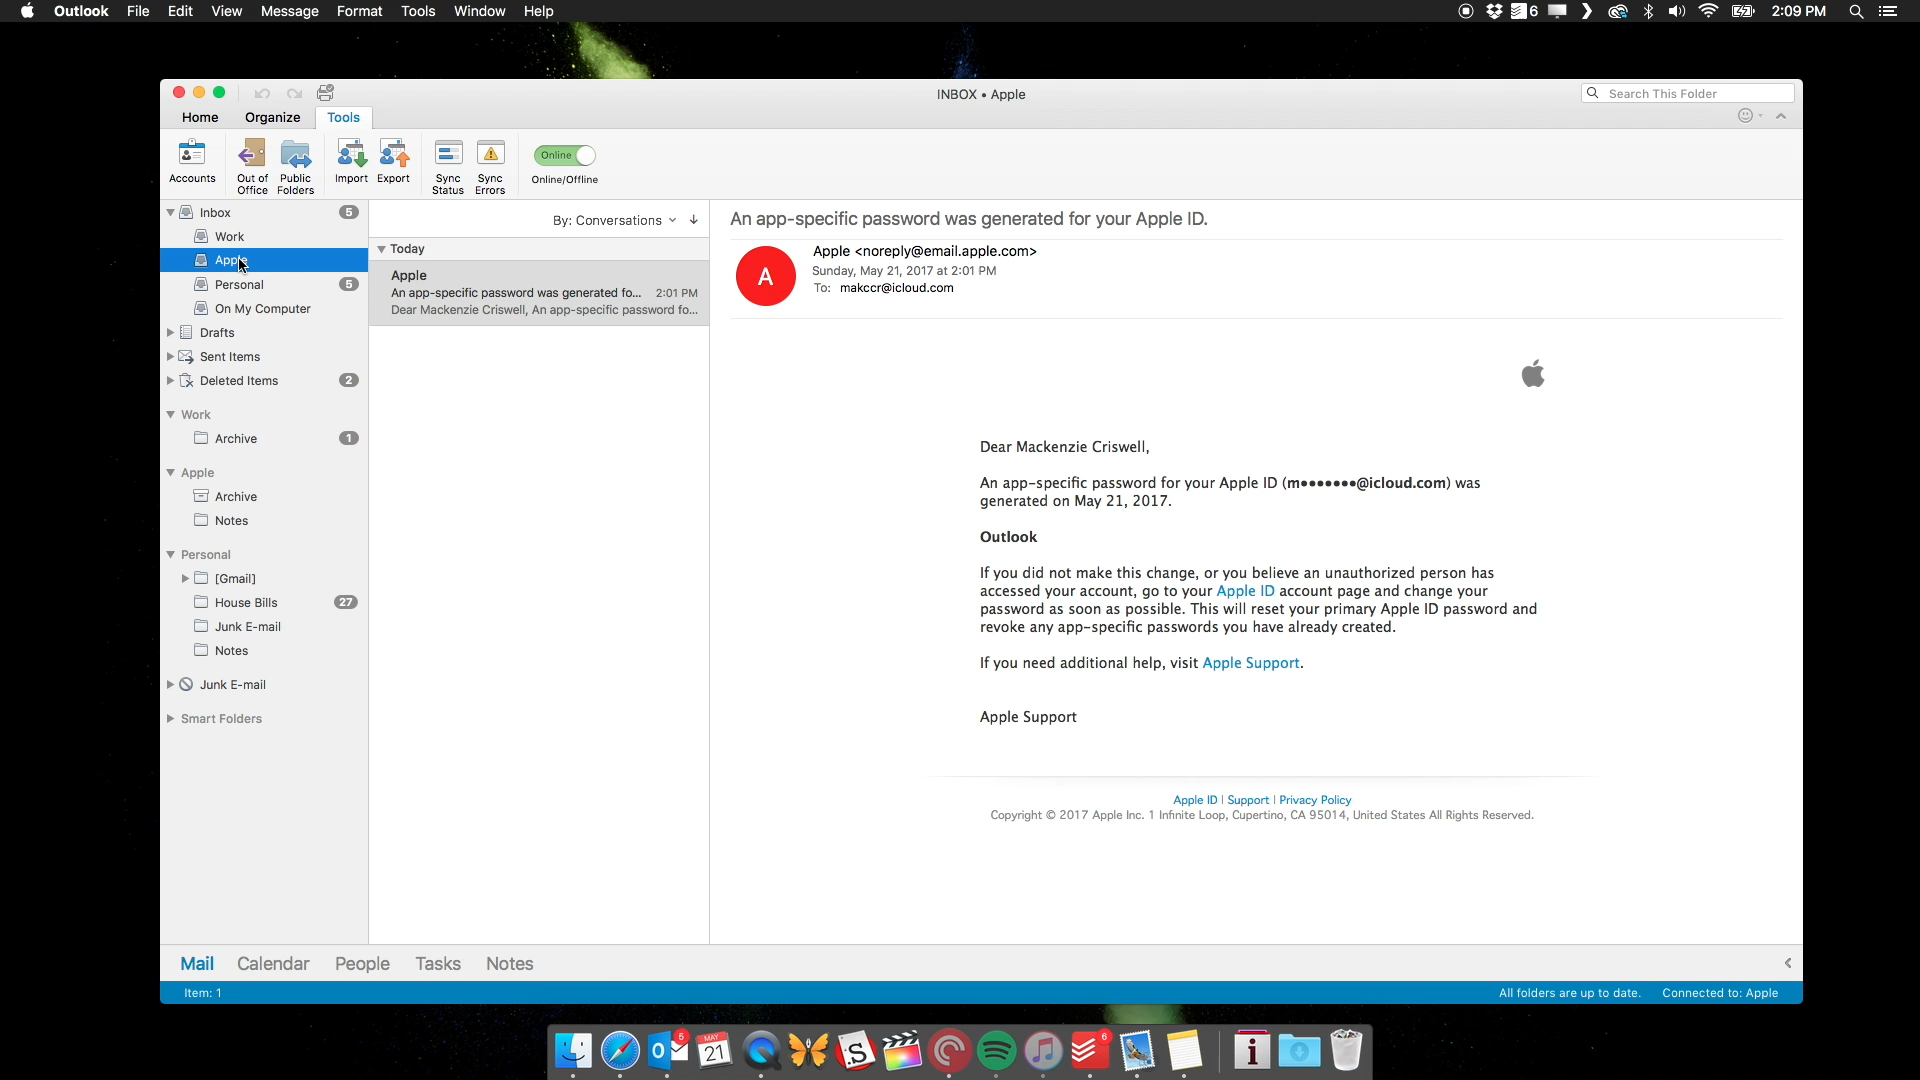 Outlook File Edit View Message Format Tools Window Help 6 2:09 PM
INBOX • Apple Search This Folder
Home Organize Tools
Accounts Out of Office Public Folders Import Export Sync Status Sync Errors Online Online/Offline
Inbox 5
Work
Apple
Personal 5
On My Computer
Drafts
Sent Items
Deleted Items 2
Work
Archive 1
Apple
Archive
Notes
Personal
[Gmail]
House Bills 27
Junk E-mail
Notes
Junk E-mail
Smart Folders
By: Conversations
Today
Apple
An app-specific password was generated fo... 2:01 PM
Dear Mackenzie Criswell, An app-specific password fo...
An app-specific password was generated for your Apple ID.
A
Apple <noreply@email.apple.com>
Sunday, May 21, 2017 at 2:01 PM
To: makccr@icloud.com
Dear Mackenzie Criswell,
An app-specific password for your Apple ID (m•••••••@icloud.com) was
generated on May 21, 2017.
Outlook
If you did not make this change, or you believe an unauthorized person has
accessed your account, go to your Apple ID account page and change your
password as soon as possible. This will reset your primary Apple ID password and
revoke any app-specific passwords you have already created.
If you need additional help, visit Apple Support.
Apple Support
Apple ID | Support | Privacy Policy
Copyright © 2017 Apple Inc. 1 Infinite Loop, Cupertino, CA 95014, United States All Rights Reserved.
Mail Calendar People Tasks Notes
Item: 1 All folders are up to date. Connected to: Apple
5 MAY 21 6